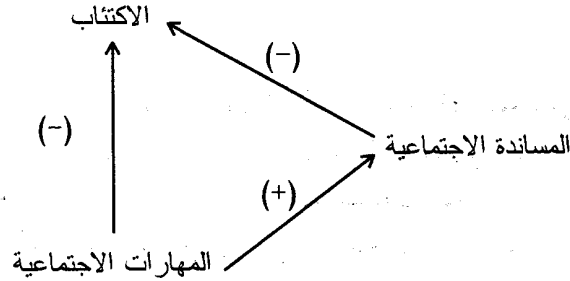 الاكتئاب
(–)
(–)
المساندة الاجتماعية
(+)
المهارات الاجتماعية